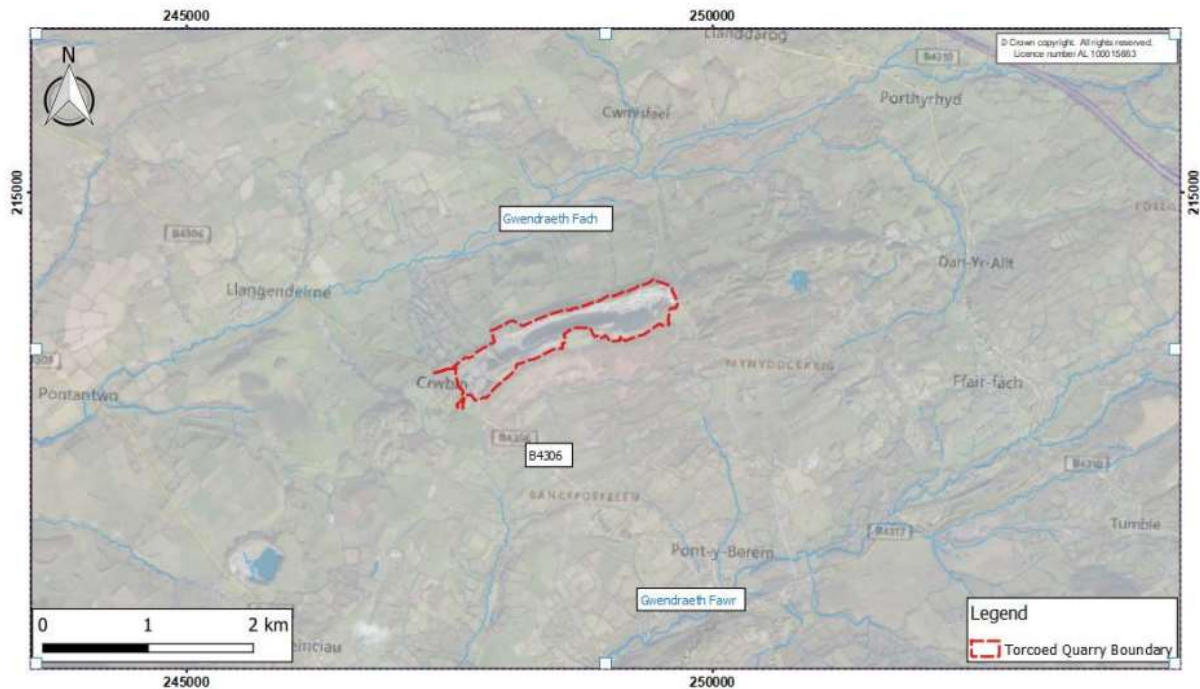 245000
250000
Llanddarog
© Crown copyright. All rights reserved.
Licence number AL 100015883
B4310
N
Porthyrhyd
Cwmisfael
215000
215000
Gwendraeth Fach
B4306
Dan-Yr-Allt
Llangendeirne
MYNYDDCERRIG
Crwbin
Ffair-fach
Pontantwo
B4306
B4306
B4310
BANCFFOSFELEN
Tumble
B4317
Pont-y-Berem
Gwendraeth Fawr
Legend
0 1 2 km
Torcoed Quarry Boundary
245000
250000